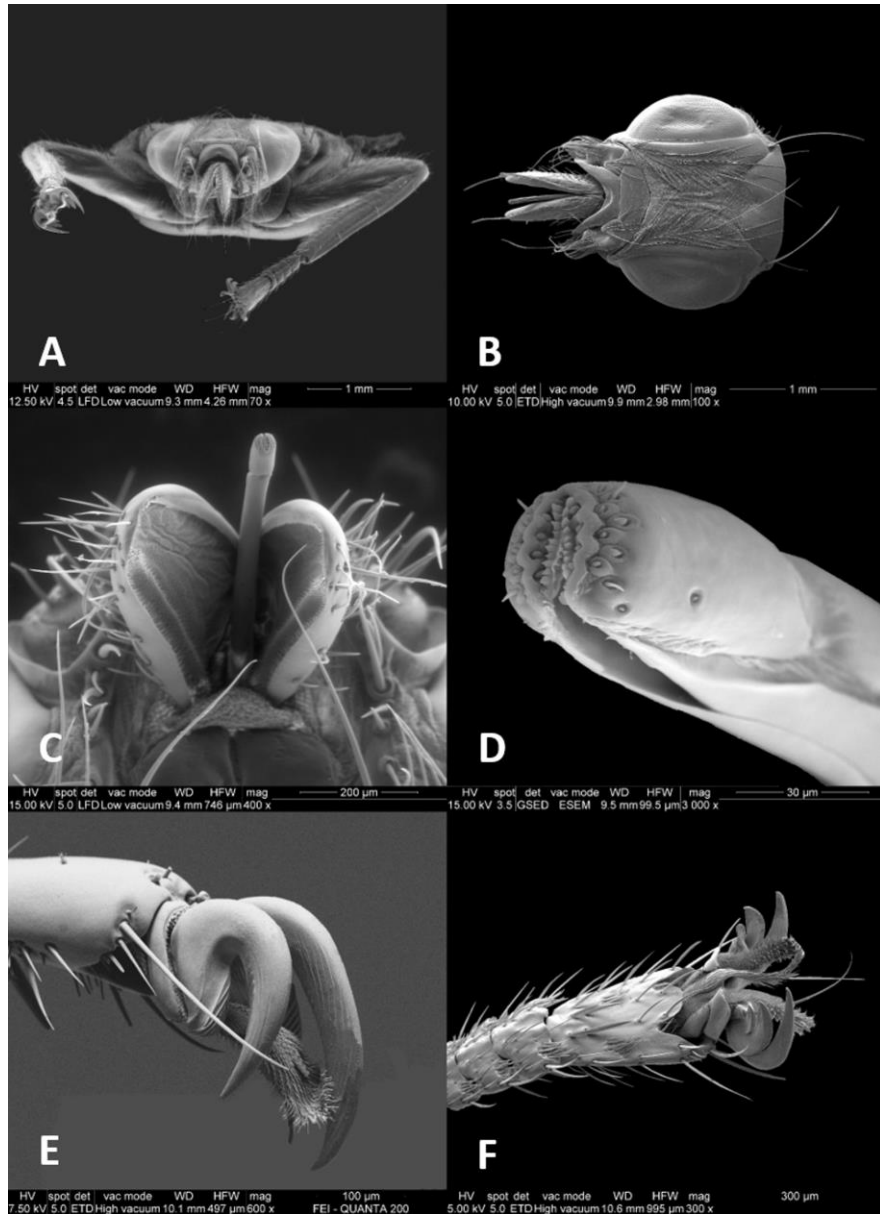 A
HV spot det vac mode WD HFW mag 1 mm
12.50 kV 4.5 LFD Low vacuum 9.3 mm 4.26 mm 70 x
B
HV spot det vac mode WD HFW mag 1 mm
10.00 kV 5.0 ETD High vacuum 9.9 mm 2.98 mm 100 x
C
HV spot det vac mode WD HFW mag 200 µm
15.00 kV 5.0 LFD Low vacuum 9.4 mm 746 µm 400 x
D
HV spot det vac mode WD HFW mag 30 µm
15.00 kV 3.5 GSED ESEM 9.5 mm 99.5 µm 3 000 x
E
HV spot det vac mode WD HFW mag 100 µm
7.50 kV 5.0 ETD High vacuum 10.1 mm 497 µm 600 x FEI - QUANTA 200
F
HV spot det vac mode WD HFW mag 300 µm
5.00 kV 5.0 ETD High vacuum 10.6 mm 995 µm 300 x